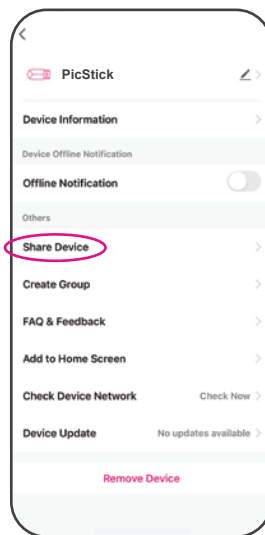 PicStick
Device Information
Device Offline Notification
Offline Notification
Others
Share Device
Create Group
FAQ & Feedback
Add to Home Screen
Check Device Network Check Now
Device Update No updates available
Remove Device